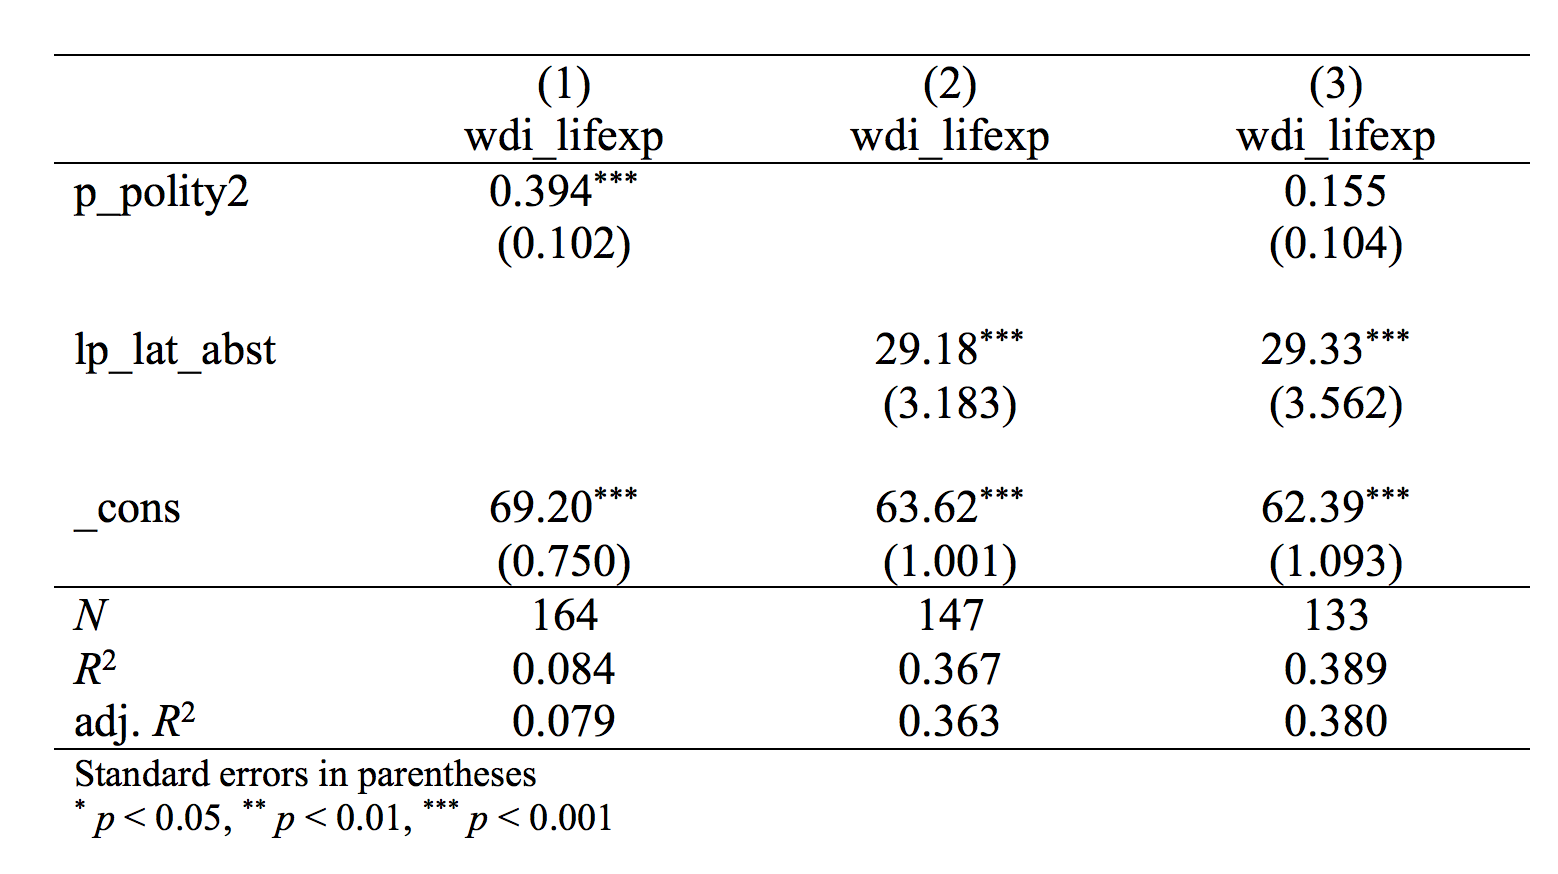 (1) (2) (3)
wdi_lifexp wdi_lifexp wdi_lifexp
p_polity2 0.394*** 0.155
(0.102) (0.104)
lp_lat_abst 29.18*** 29.33***
(3.183) (3.562)
_cons 69.20*** 63.62*** 62.39***
(0.750) (1.001) (1.093)
N 164 147 133
R² 0.084 0.367 0.389
adj. R² 0.079 0.363 0.380
Standard errors in parentheses
* p < 0.05, ** p < 0.01, *** p < 0.001